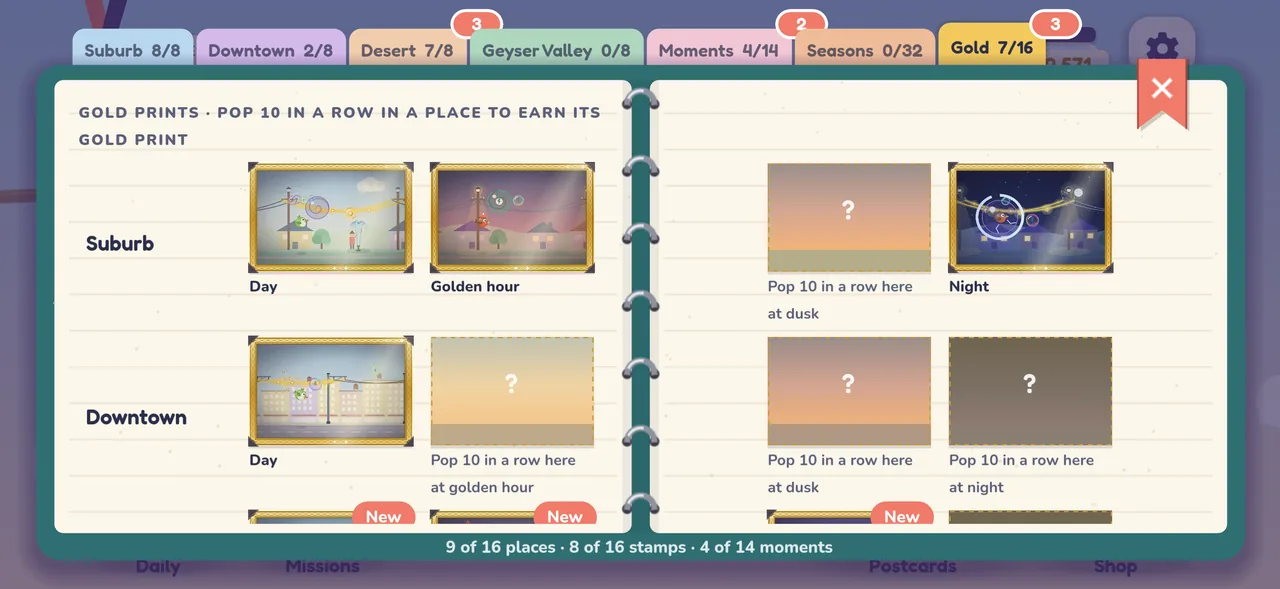 3
2
3
Suburb 8/8
Downtown 2/8
Desert 7/8
Geyser Valley 0/8
Moments 4/14
Seasons 0/32
Gold 7/16
GOLD PRINTS · POP 10 IN A ROW IN A PLACE TO EARN ITS
GOLD PRINT
Suburb
Day
Golden hour
?
Pop 10 in a row here
at dusk
Night
Downtown
Day
?
Pop 10 in a row here
at golden hour
?
Pop 10 in a row here
at dusk
?
Pop 10 in a row here
at night
New
New
New
9 of 16 places · 8 of 16 stamps · 4 of 14 moments
Daily
Missions
Postcards
Shop